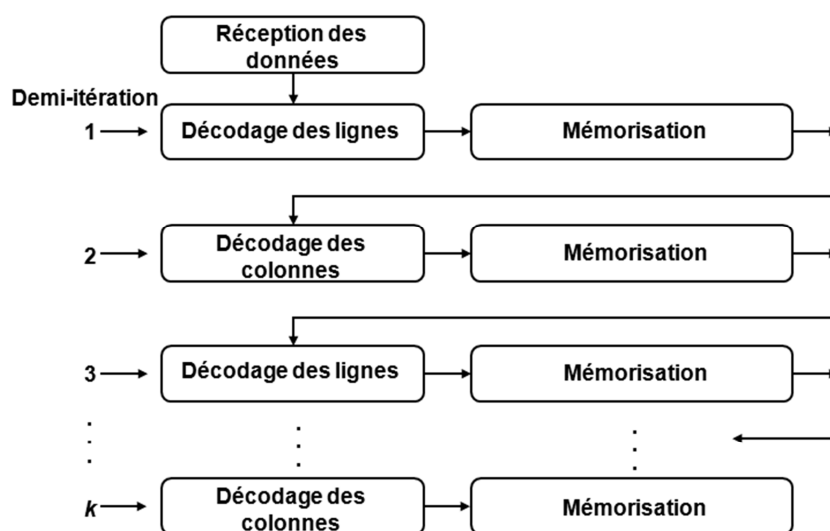 Réception des
données
Demi-itération
1 Décodage des lignes Mémorisation
2 Décodage des
colonnes Mémorisation
3 Décodage des lignes Mémorisation
k Décodage des
colonnes Mémorisation